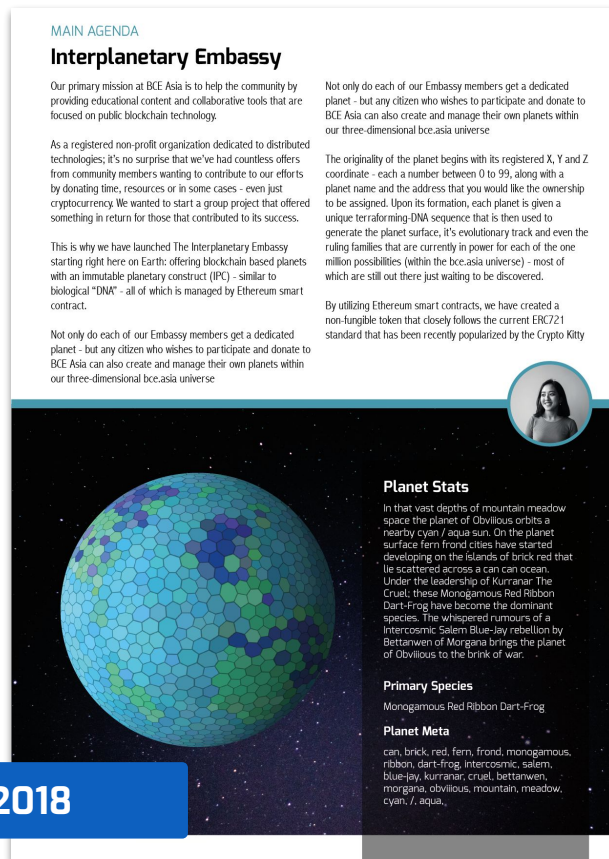 MAIN AGENDA
Interplanetary Embassy
Our primary mission at BCE Asia is to help the community by
providing educational content and collaborative tools that are
focused on public blockchain technology.
As a registered non-profit organization dedicated to distributed
technologies; it's no surprise that we've had countless offers
from community members wanting to contribute to our efforts
by donating time, resources or in some cases - even just
cryptocurrency. We wanted to start a group project that offered
something in return for those that contributed to its success.
This is why we have launched The Interplanetary Embassy
starting right here on Earth: offering blockchain based planets
with an immutable planetary construct (IPC) - similar to
biological “DNA” - all of which is managed by Ethereum smart
contract.
Not only do each of our Embassy members get a dedicated
planet - but any citizen who wishes to participate and donate to
BCE Asia can also create and manage their own planets within
our three-dimensional bce.asia universe
Not only do each of our Embassy members get a dedicated
planet - but any citizen who wishes to participate and donate to
BCE Asia can also create and manage their own planets within
our three-dimensional bce.asia universe
The originality of the planet begins with its registered X, Y and Z
coordinate - each a number between 0 to 99, along with a
planet name and the address that you would like the ownership
to be assigned. Upon its formation, each planet is given a
unique terraforming-DNA sequence that is then used to
generate the planet surface, it's evolutionary track and even the
ruling families that are currently in power for each of the one
million possibilities (within the bce.asia universe) - most of
which are still out there just waiting to be discovered.
By utilizing Ethereum smart contracts, we have created a
non-fungible token that closely follows the current ERC721
standard that has been recently popularized by the Crypto Kitty
Planet Stats
In that vast depths of mountain meadow
space the planet of Obviiious orbits a
nearby cyan / aqua sun. On the planet
surface fern frond cities have started
developing on the islands of brick red that
lie scattered across a can can ocean.
Under the leadership of Kurranar The
Cruel; these Monogamous Red Ribbon
Dart-Frog have become the dominant
species. The whispered rumours of a
Intercosmic Salem Blue-Jay rebellion by
Bettanwen of Morgana brings the planet
of Obviiious to the brink of war.
Primary Species
Monogamous Red Ribbon Dart-Frog
Planet Meta
can, brick, red, fern, frond, monogamous,
ribbon, dart-frog, intercosmic, salem,
blue-jay, kurranar, cruel, bettanwen,
morgana, obviiious, mountain, meadow,
cyan, /, aqua,
2018